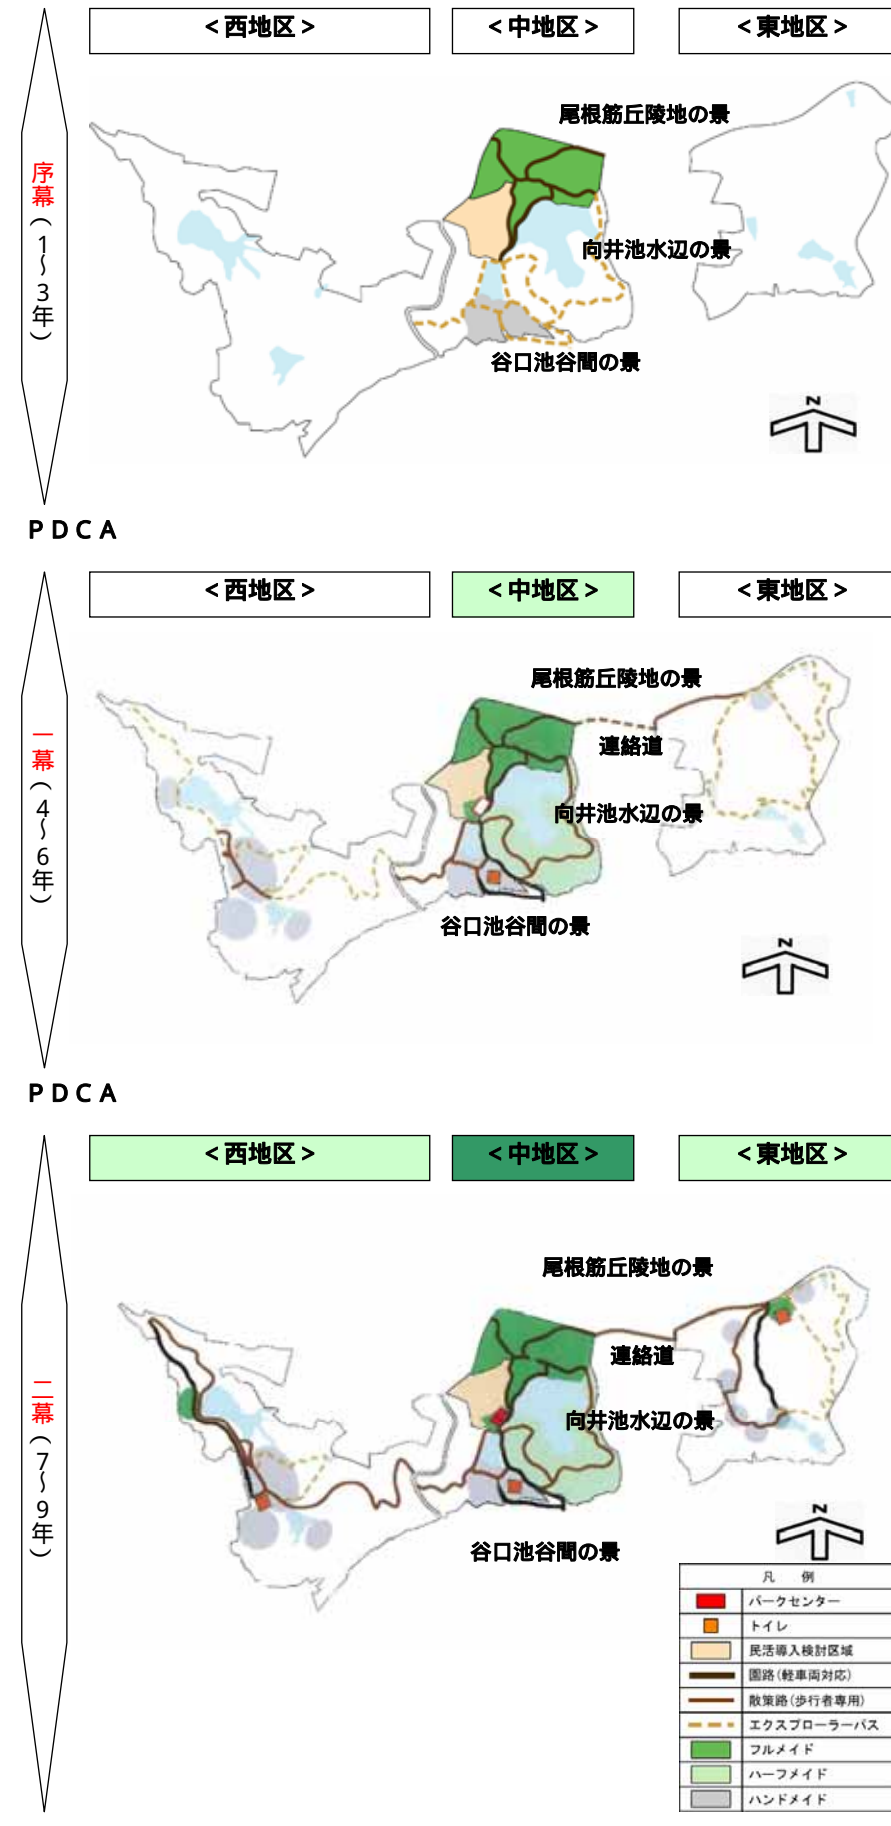 ＜西地区＞
＜中地区＞
＜東地区＞
序幕（1～3年）
尾根筋丘陵地の景
向井池水辺の景
谷口池谷間の景
N
PDCA
＜西地区＞
＜中地区＞
＜東地区＞
一幕（4～6年）
尾根筋丘陵地の景
連絡道
向井池水辺の景
谷口池谷間の景
N
PDCA
＜西地区＞
＜中地区＞
＜東地区＞
二幕（7～9年）
尾根筋丘陵地の景
連絡道
向井池水辺の景
谷口池谷間の景
N
凡　例
パークセンター
トイレ
民活導入検討区域
園路(軽車両対応)
散策路(歩行者専用)
エクスプローラーパス
フルメイド
ハーフメイド
ハンドメイド